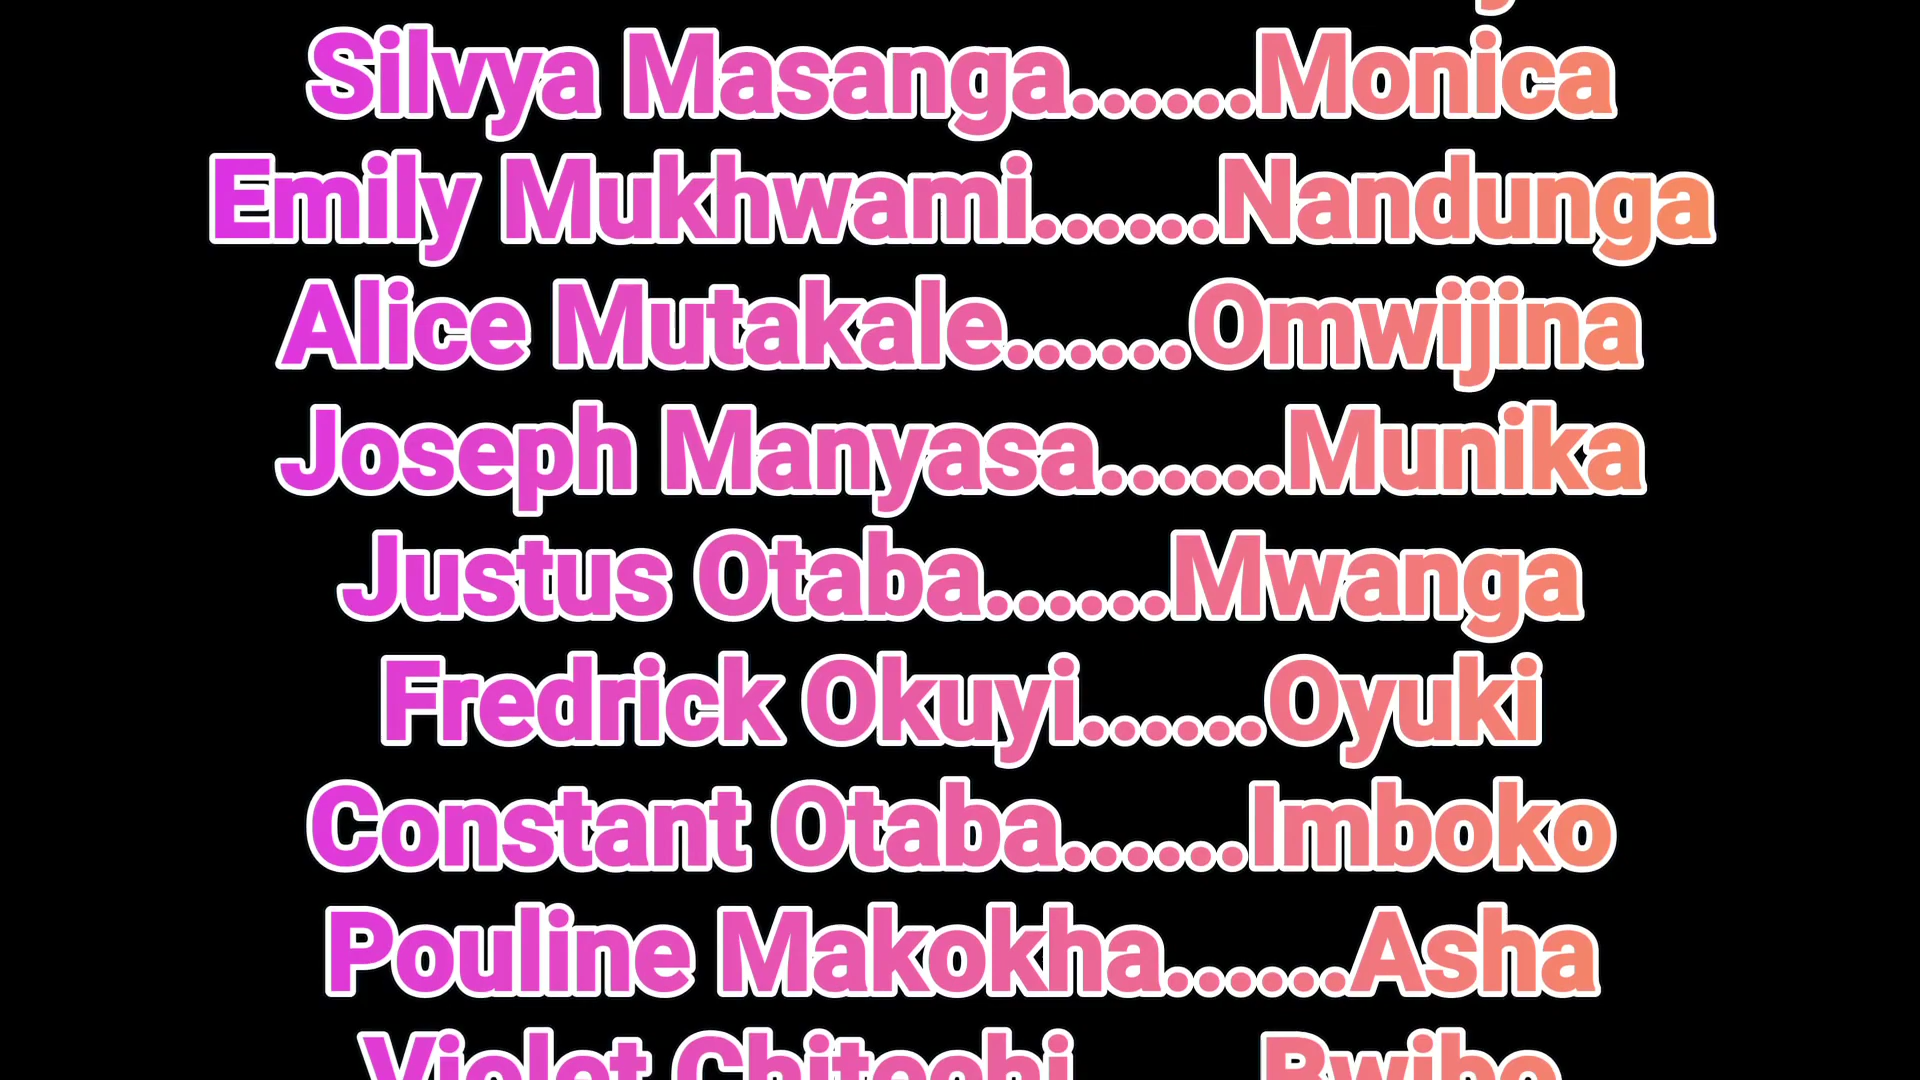 Silvya Masanga......Monica
Emily Mukhwami......Nandunga
Alice Mutakale......Omwijina
Joseph Manyasa......Munika
Justus Otaba......Mwanga
Fredrick Okuyi......Oyuki
Constant Otaba......Imboko
Pouline Makokha......Asha
Violet